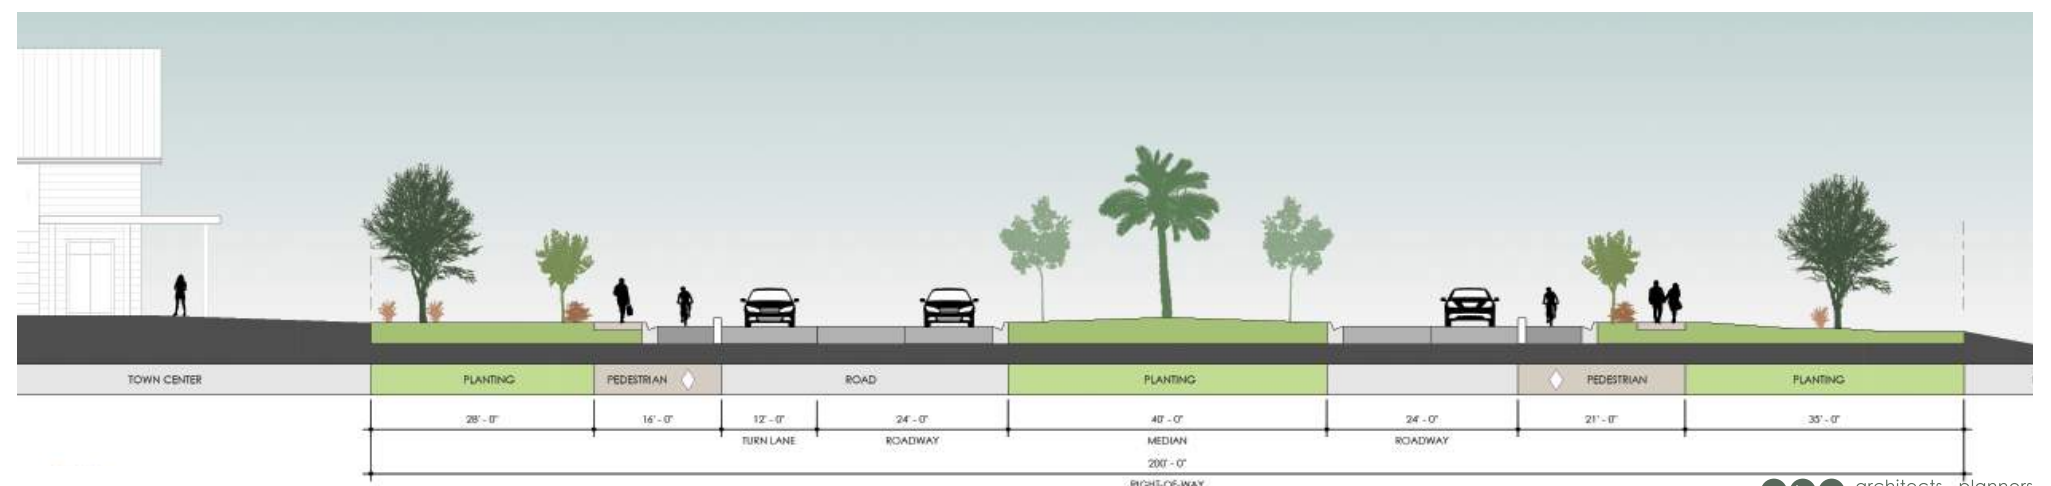 TOWN CENTER PLANTING PEDESTRIAN ROAD PLANTING PEDESTRIAN PLANTING
28' - 0" 16' - 0" 12' - 0" 24' - 0" 40' - 0" 24' - 0" 21' - 0" 35' - 0"
TURN LANE ROADWAY MEDIAN ROADWAY
200' - 0"
RIGHT-OF-WAY
architects planners